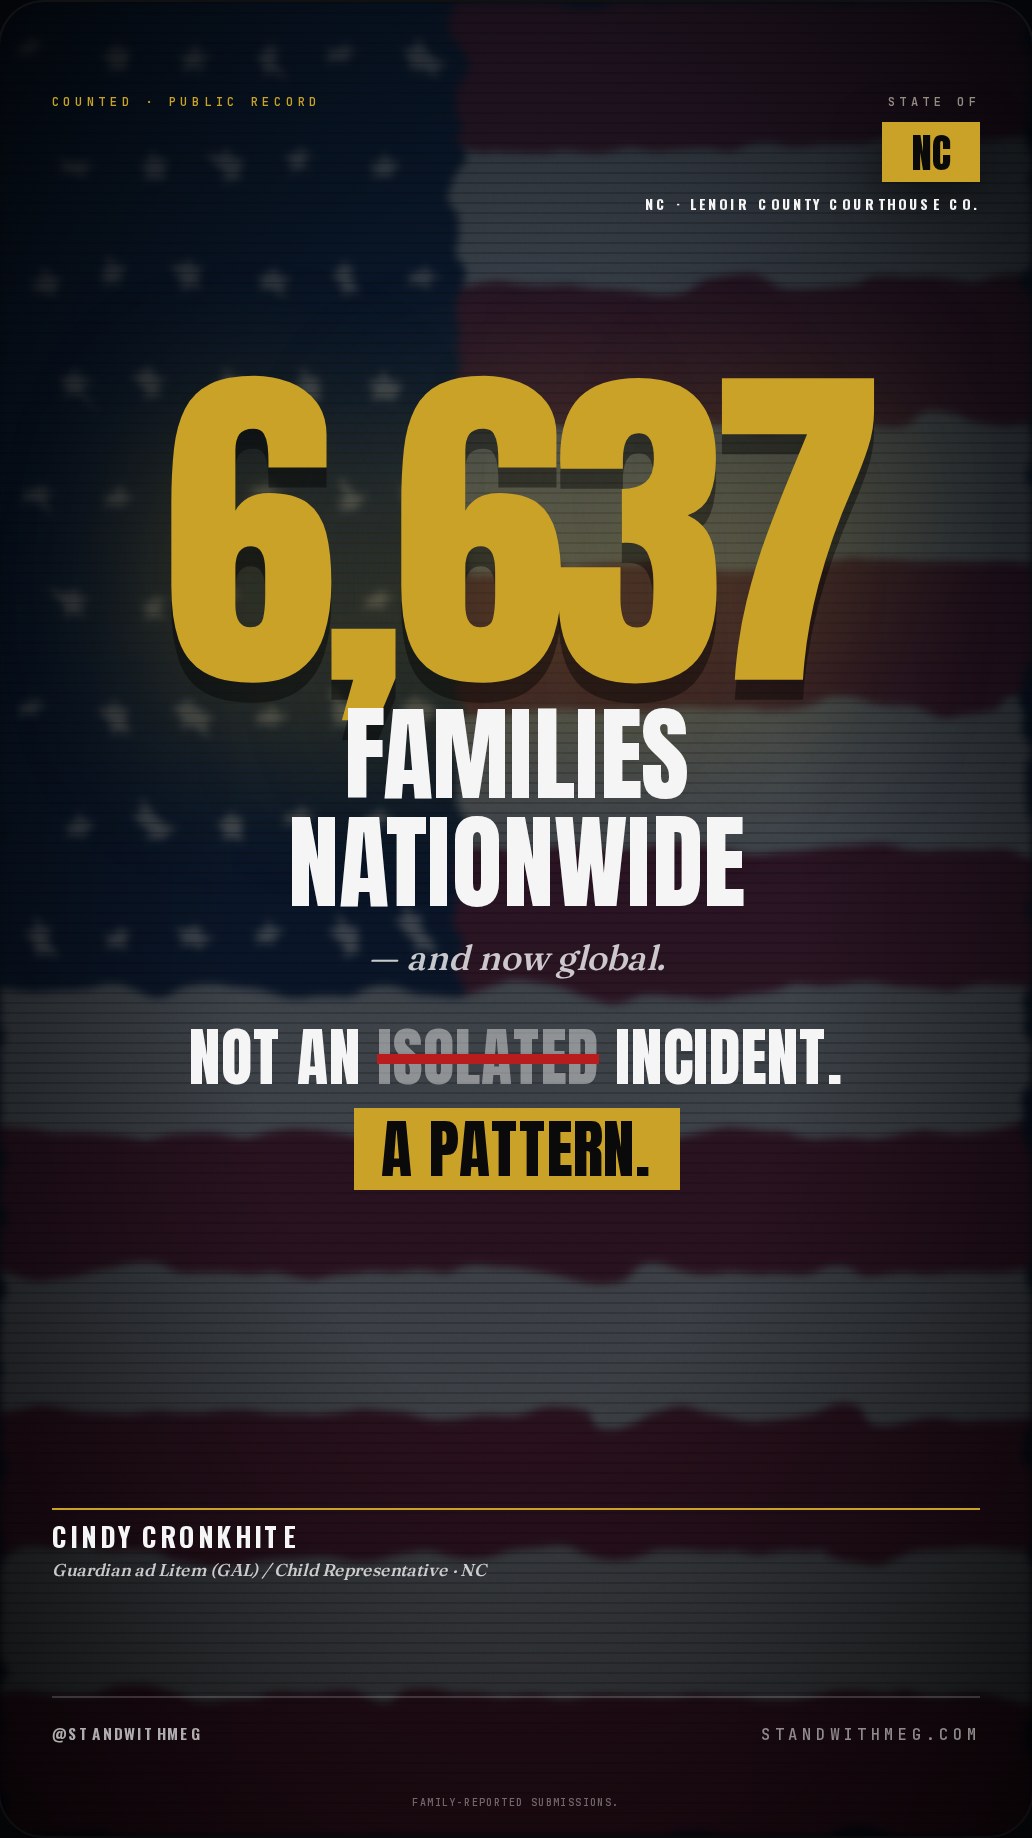 COUNTED · PUBLIC RECORD
STATE OF
NC
NC · LENOIR COUNTY COURTHOUSE CO.
6,637
FAMILIES
NATIONWIDE
— and now global.
NOT AN ISOLATED INCIDENT.
A PATTERN.
CINDY CRONKHITE
Guardian ad Litem (GAL) / Child Representative · NC
@STANDWITHMEG
STANDWITHMEG.COM
FAMILY-REPORTED SUBMISSIONS.